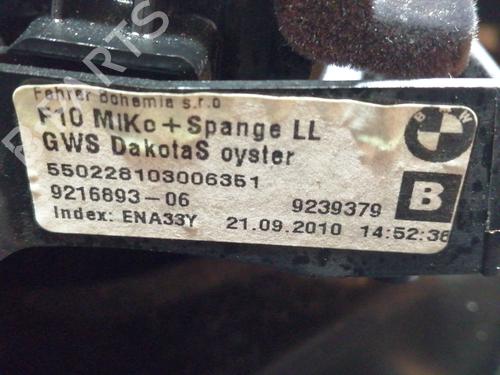 Fehrer Bohemia s.r.o
F10 MIKo + Spange LL
GWS DakotaS oyster
550228103006351
9216893-06 9239379
B
Index: ENA33Y 21.09.2010 14:52:36
BMW